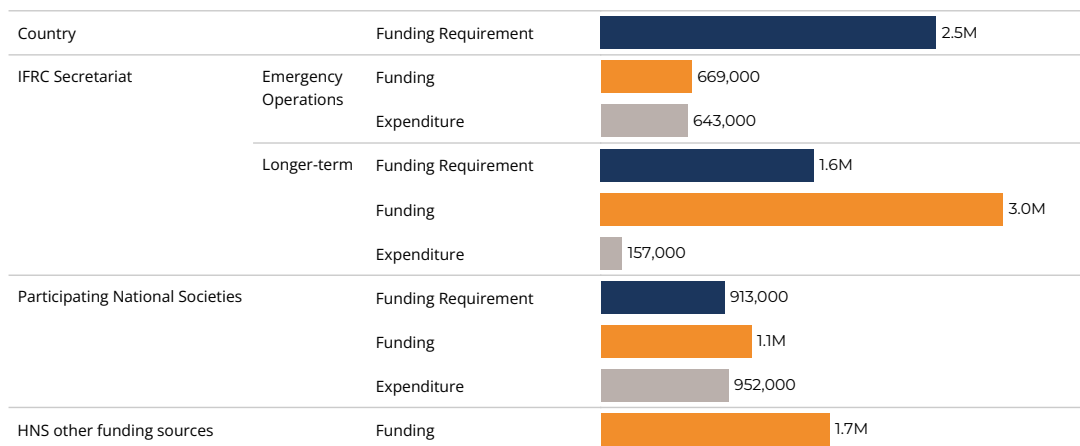 Country Funding Requirement 2.5M
IFRC Secretariat Emergency Operations Funding 669,000
Expenditure 643,000
Longer-term Funding Requirement 1.6M
Funding 3.0M
Expenditure 157,000
Participating National Societies Funding Requirement 913,000
Funding 1.1M
Expenditure 952,000
HNS other funding sources Funding 1.7M